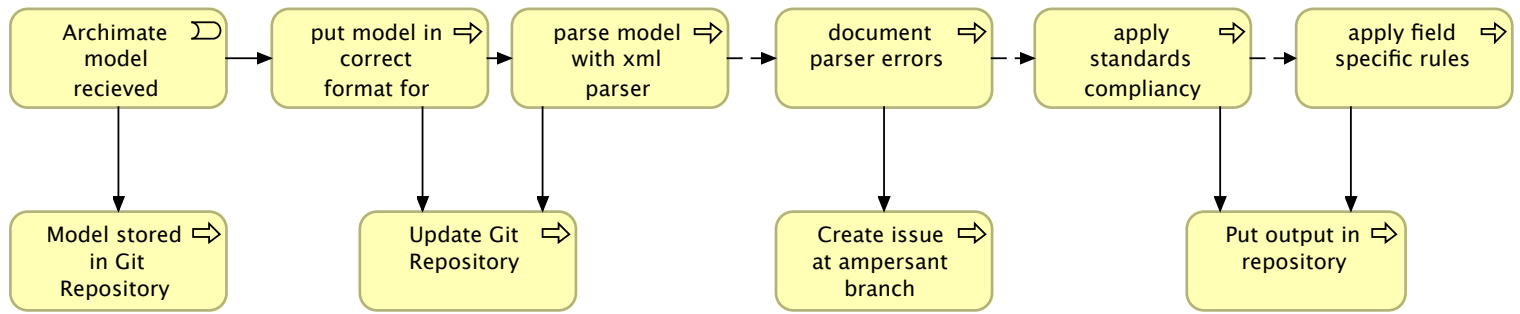 Archimate
model
recieved
put model in
correct
format for
parse model
with xml
parser
document
parser errors
apply
standards
compliancy
apply field
specific rules
Model stored
in Git
Repository
Update Git
Repository
Create issue
at ampersant
branch
Put output in
repository